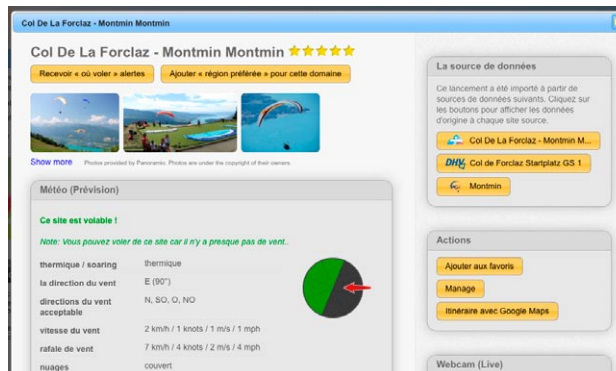 Col De La Forclaz - Montmin Montmin
Col De La Forclaz - Montmin Montmin
Recevoir « où voler » alertes
Ajouter « région préférée » pour cette domaine
Show more
Photos provided by Panoramio. Photos are under the copyright of their owners.
Météo (Prévision)
Ce site est volable !
Note: Vous pouvez voler de ce site car il n'y a presque pas de vent..
thermique / soaring thermique
la direction du vent E (90°)
directions du vent acceptable N, SO, O, NO
vitesse du vent 2 km/h / 1 knots / 1 m/s / 1 mph
rafale de vent 7 km/h / 4 knots / 2 m/s / 4 mph
nuages couvert
La source de données
Ce lancement a été importé à partir de
sources de données suivants. Cliquez sur
les boutons pour afficher les données
d'origine à chaque site source.
Col De La Forclaz - Montmin M...
DHV Col de Forclaz Startplatz GS 1
Montmin
Actions
Ajouter aux favoris
Manage
Itinéraire avec Google Maps
Webcam (Live)